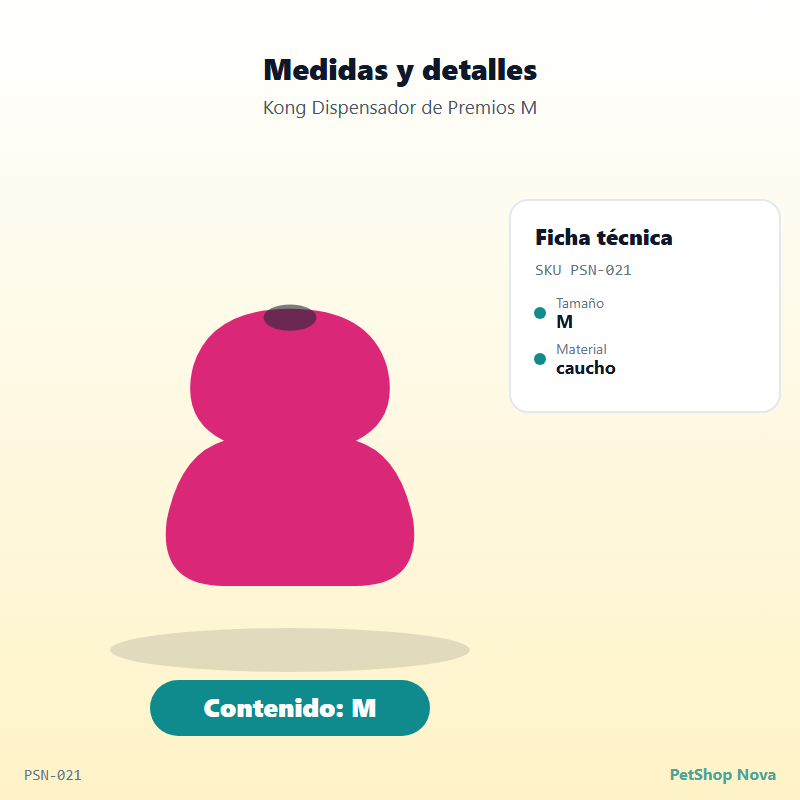 Medidas y detalles
Kong Dispensador de Premios M
Ficha técnica
SKU PSN-021
Tamaño
M
Material
caucho
Contenido: M
PSN-021
PetShop Nova